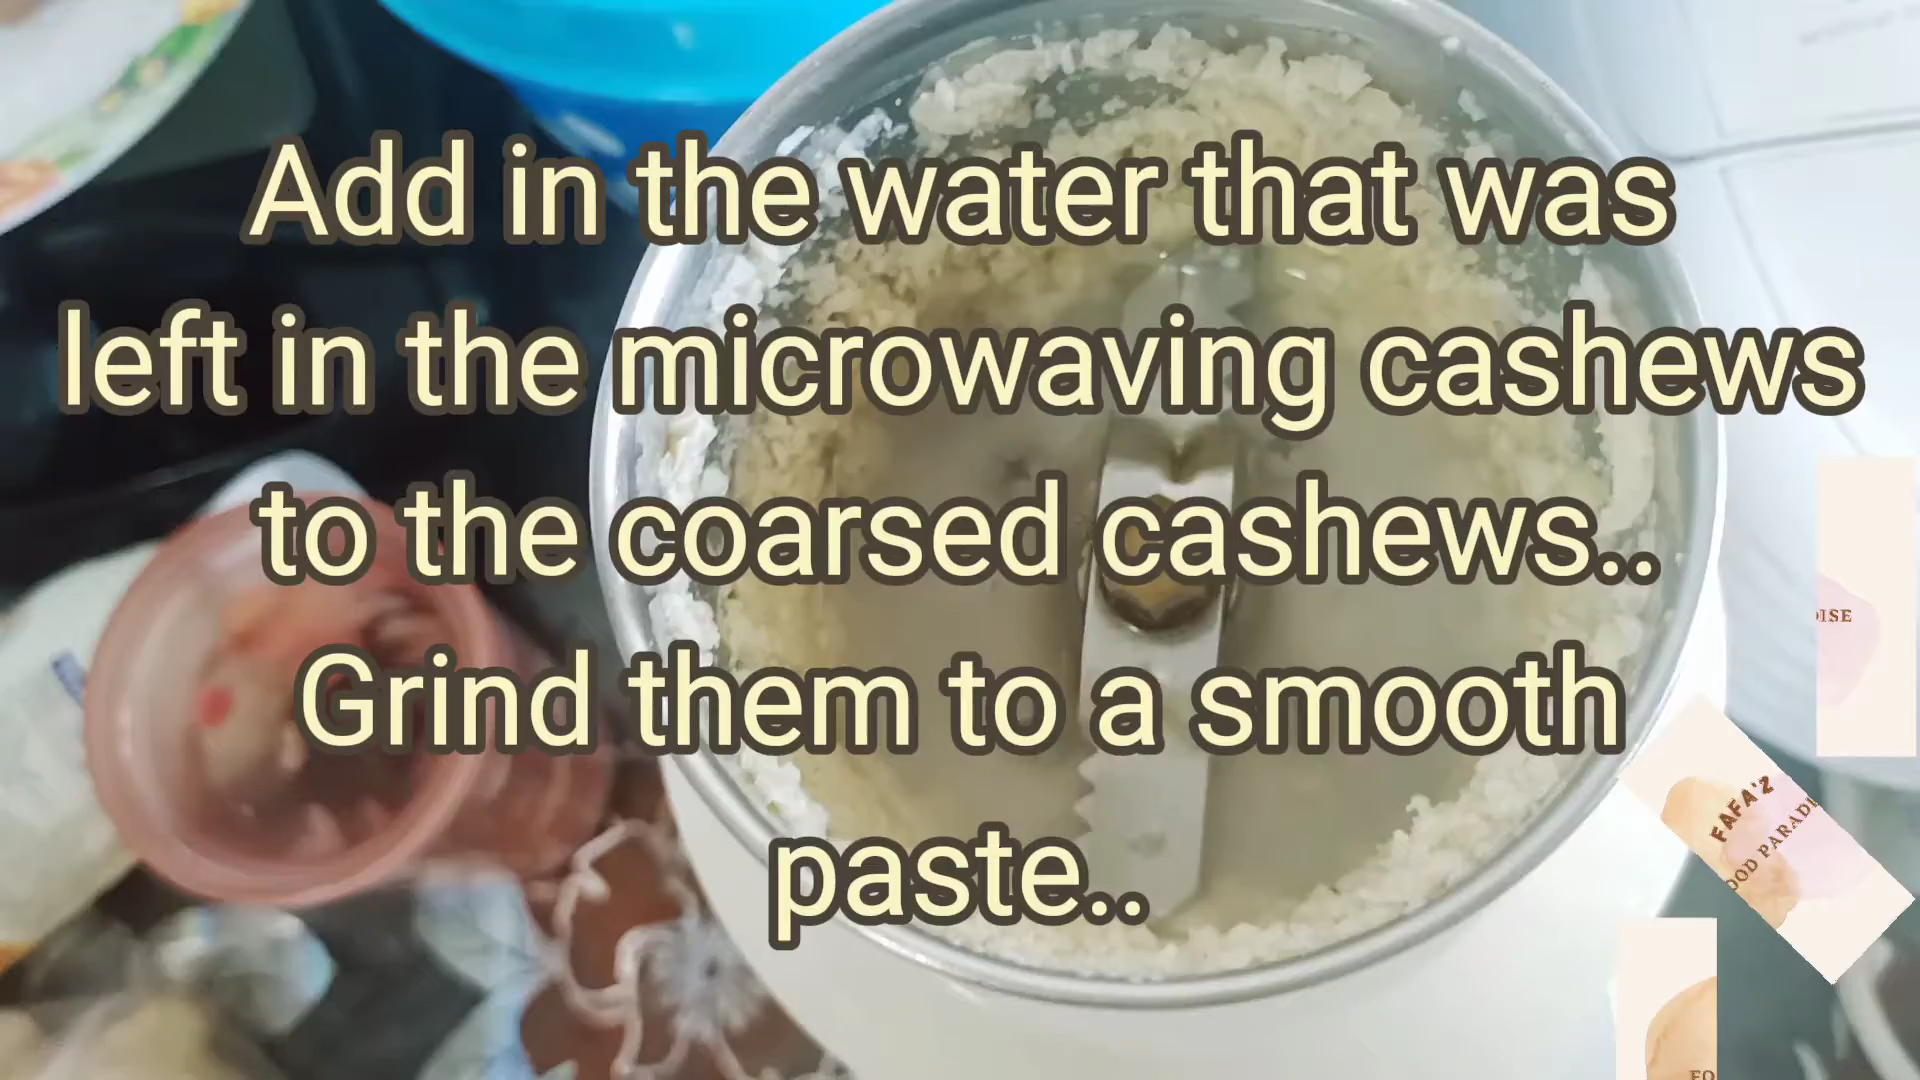 Add in the water that was
left in the microwaving cashews
to the coarsed cashews..
Grind them to a smooth
paste..
FAFA'Z